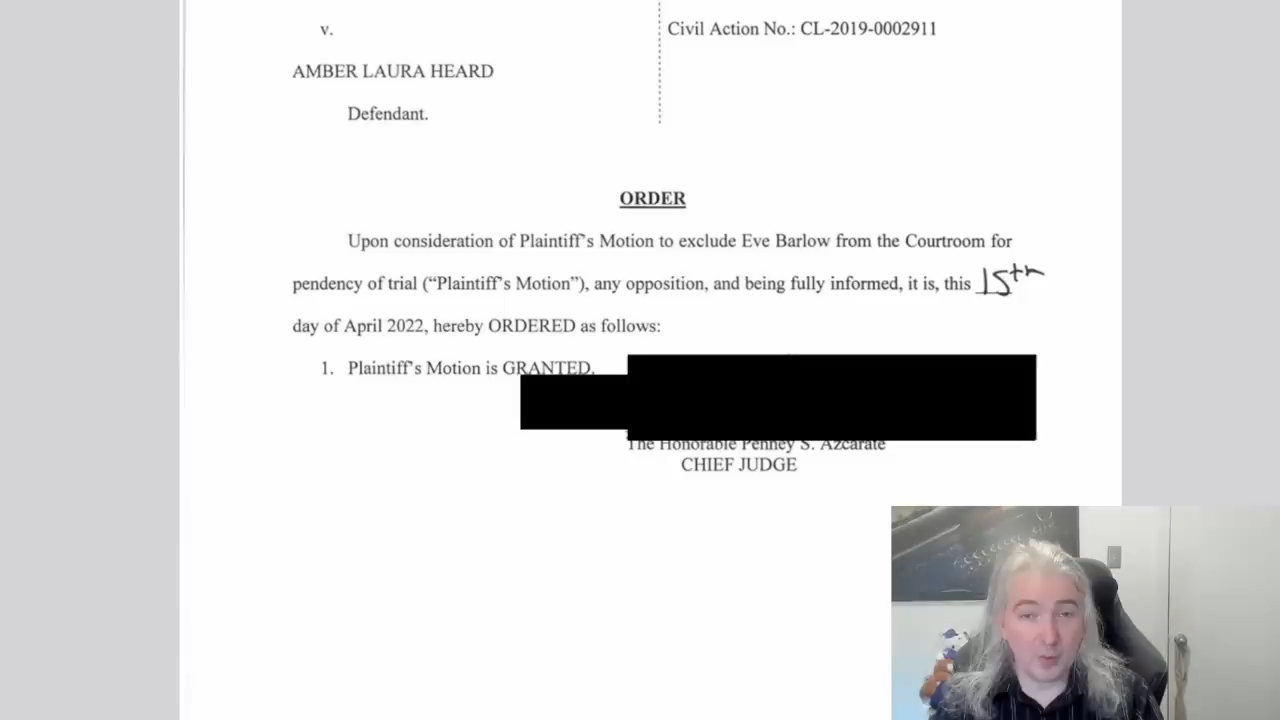 v.
Civil Action No.: CL-2019-0002911
AMBER LAURA HEARD
Defendant.
ORDER
Upon consideration of Plaintiff's Motion to exclude Eve Barlow from the Courtroom for
pendency of trial ("Plaintiff's Motion"), any opposition, and being fully informed, it is, this 15th
day of April 2022, hereby ORDERED as follows:
1. Plaintiff's Motion is GRANTED.
The Honorable Penney S. Azcarate
CHIEF JUDGE